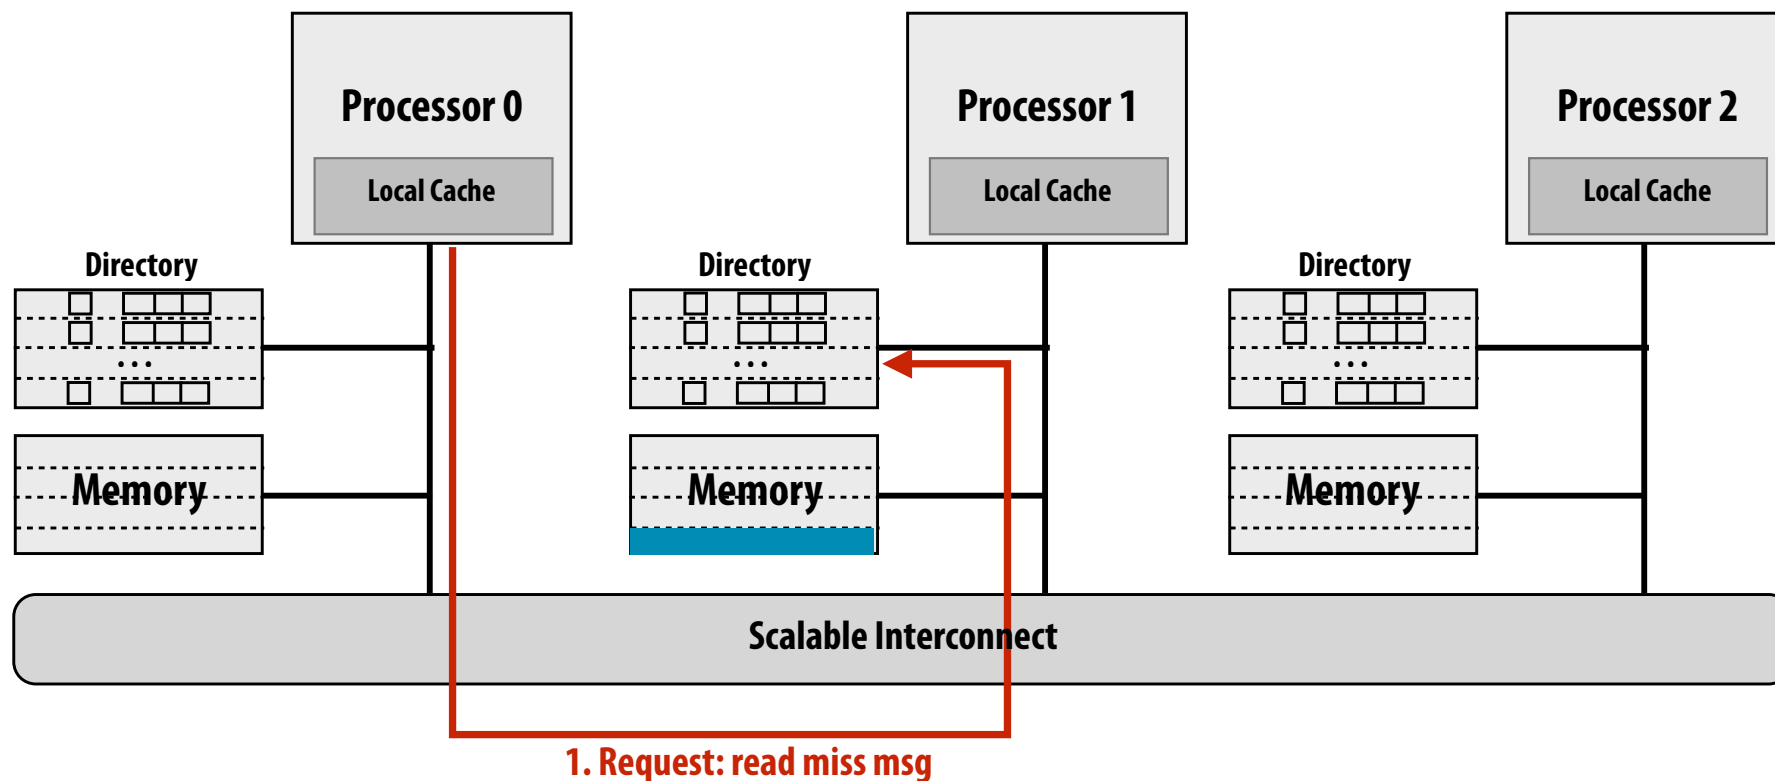 Processor 0
Processor 1
Processor 2
Local Cache
Local Cache
Local Cache
Directory
Directory
Directory
...
...
...
Memory
Memory
Memory
Scalable Interconnect
1. Request: read miss msg